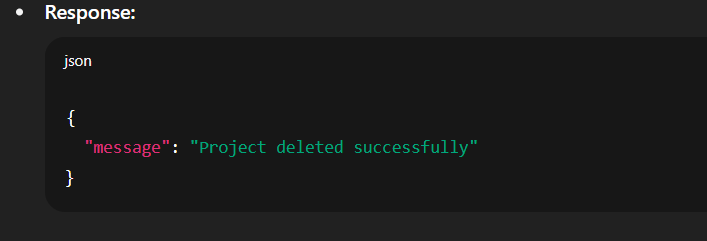 Response:
json
{
"message": "Project deleted successfully"
}